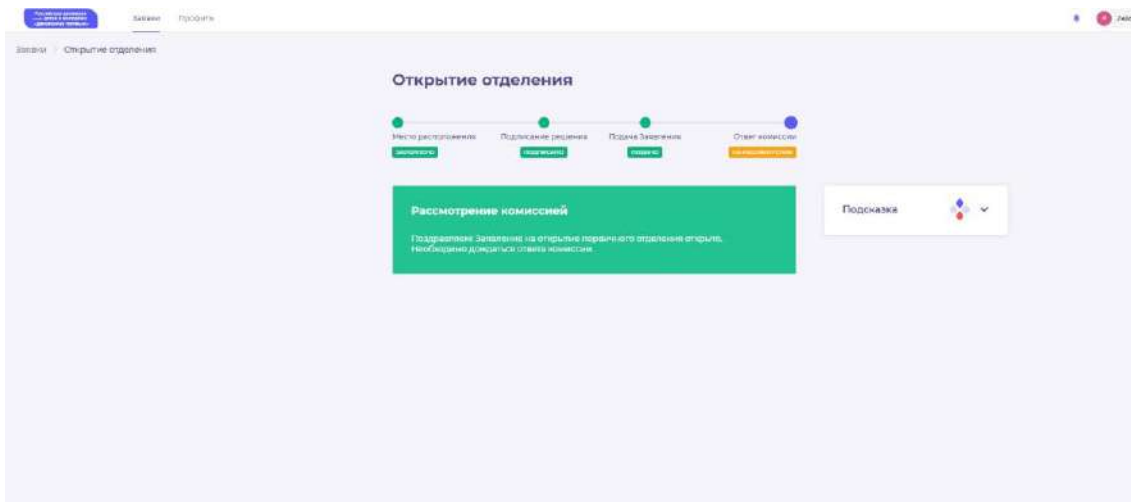 Заявки
Профиль
Заявки
Открытие отделения
Открытие отделения
Место расположения
Подписание решения
Подача Заявления
Ответ комиссии
заполнено
подписано
подано
на рассмотрении
Рассмотрение комиссией
Поздравляем! Заявление на открытие первичного отделения открыто.
Необходимо дождаться ответа комиссии
Подсказка